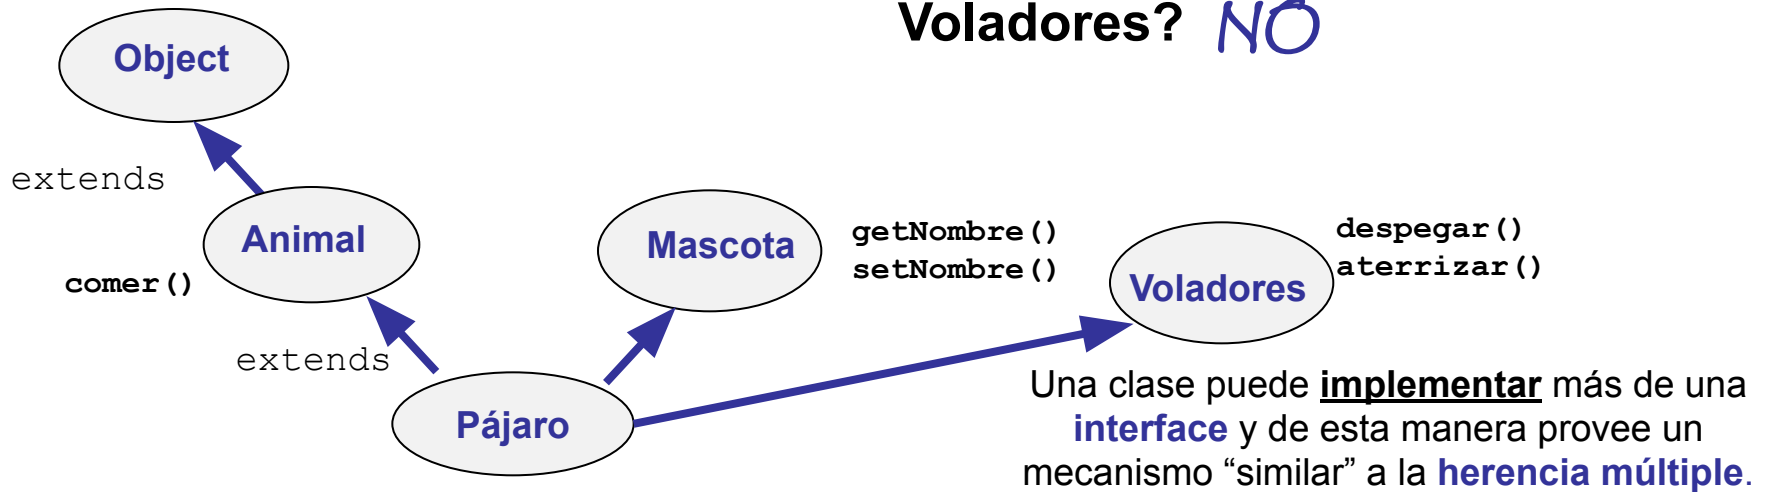 Voladores? NO
Object
extends
Animal
comer()
Mascota
getNombre()
setNombre()
despegar()
aterrizar()
Voladores
extends
Pájaro
Una clase puede implementar más de una
interface y de esta manera provee un
mecanismo “similar” a la herencia múltiple.